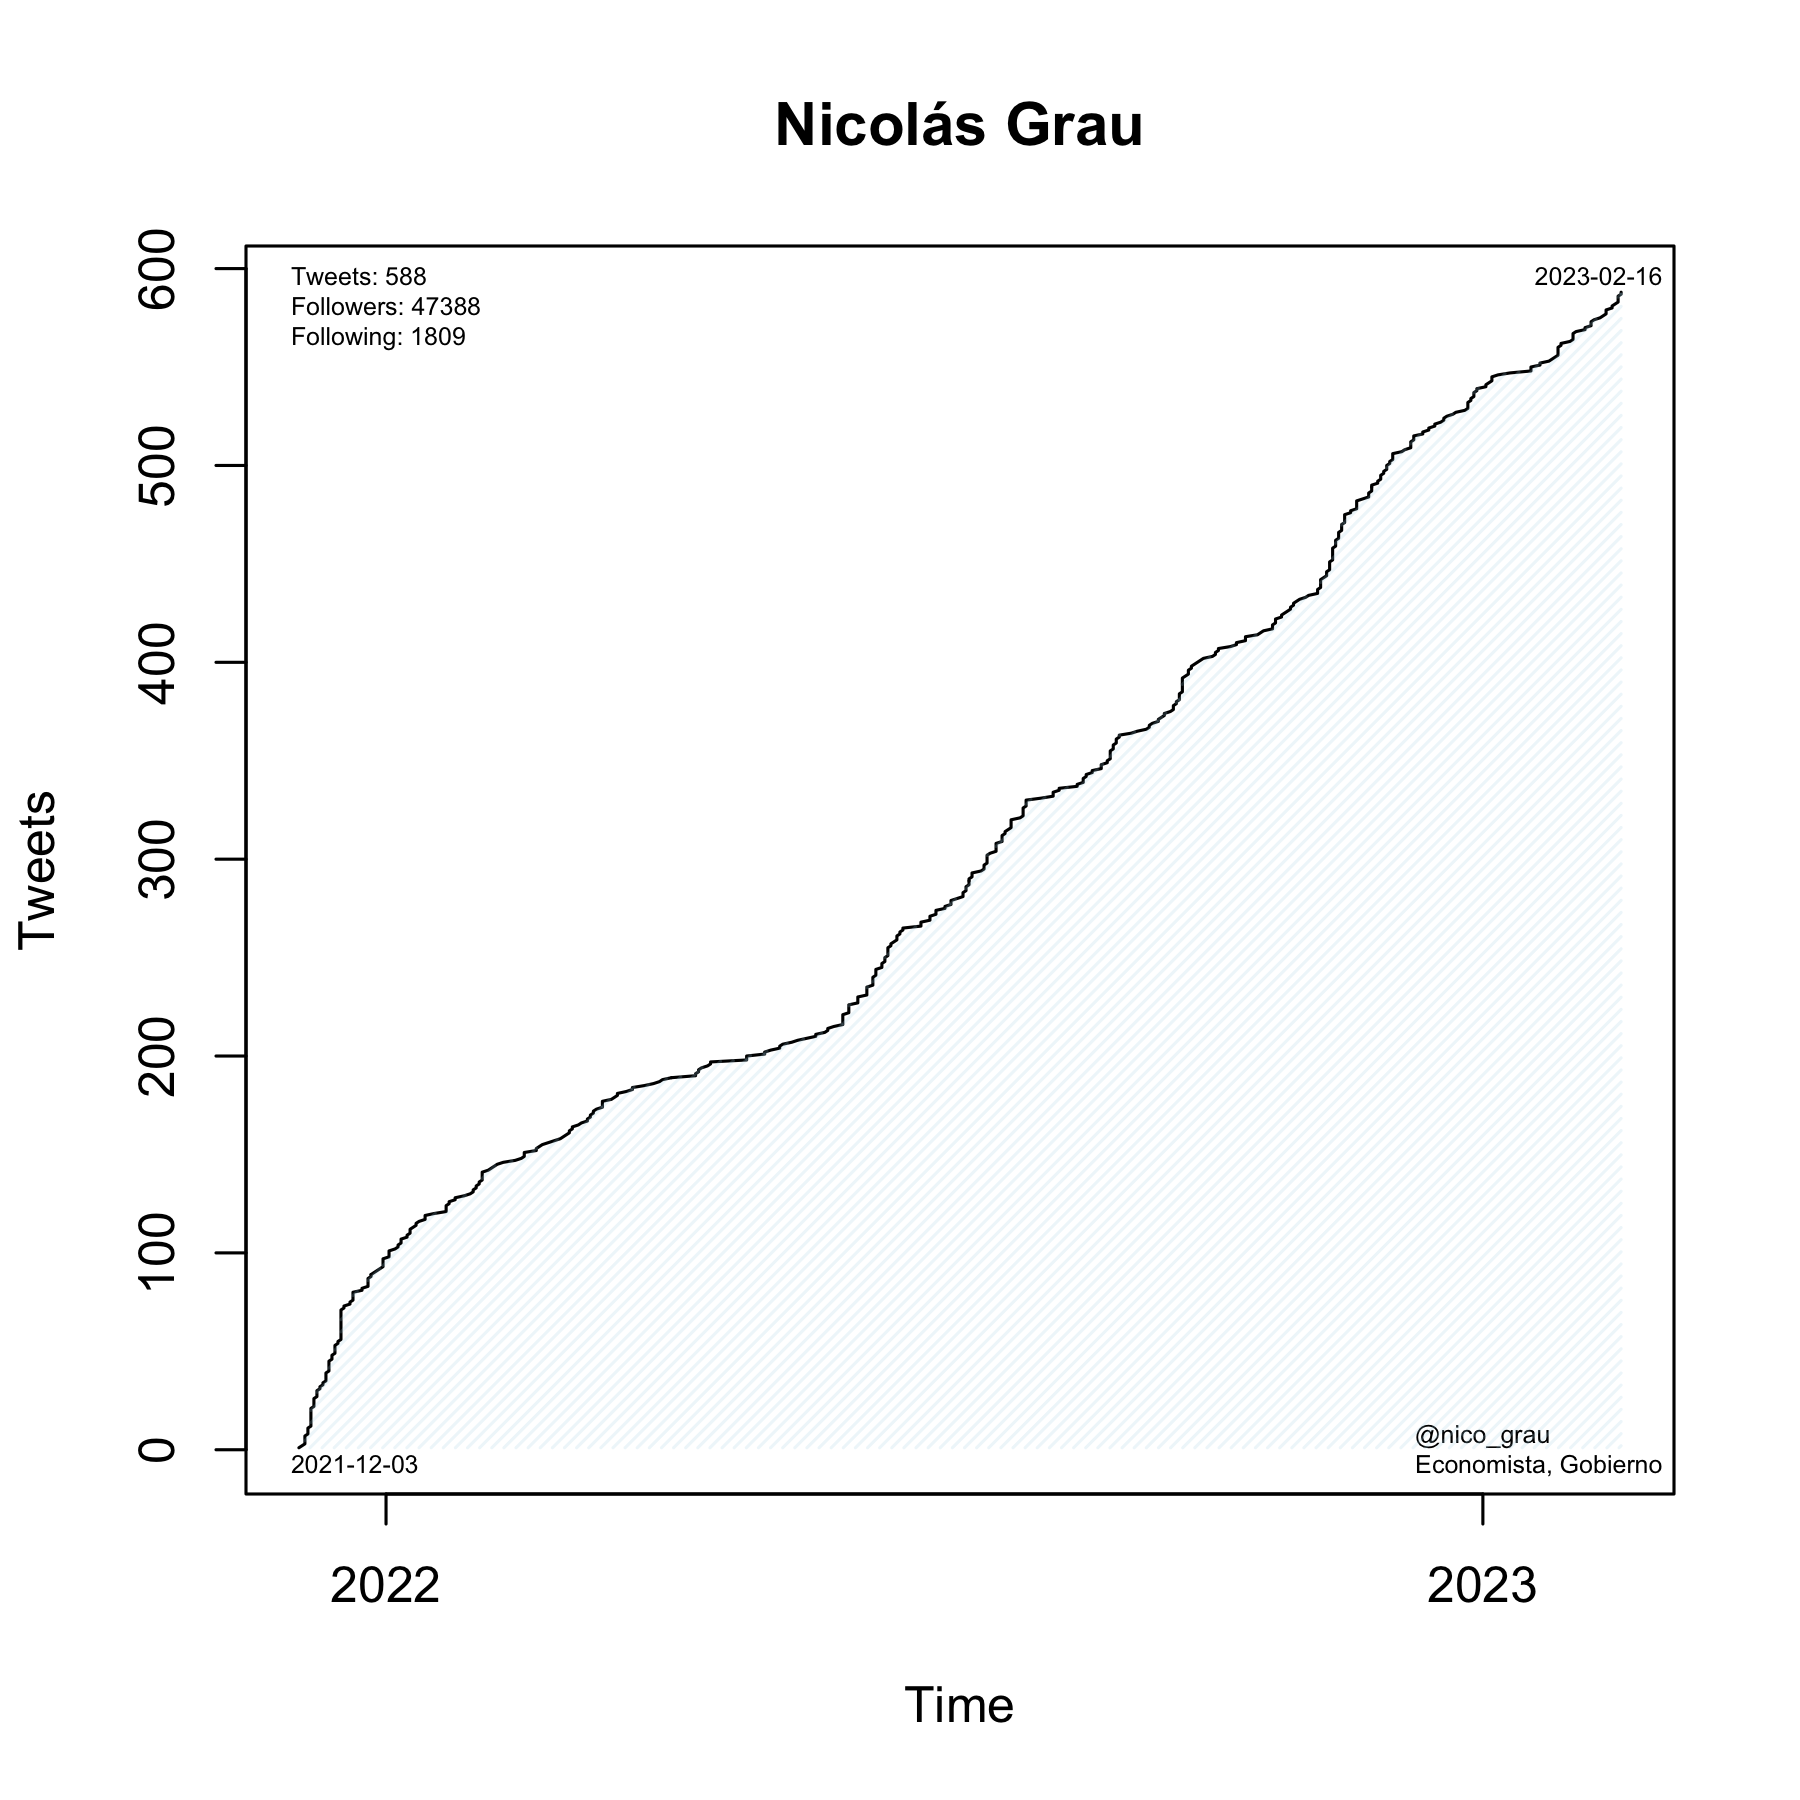 Nicolás Grau
Tweets: 588
Followers: 47388
Following: 1809
2023-02-16
600
500
400
300
200
100
0
Tweets
@nico_grau
Economista, Gobierno
2021-12-03
2022
2023
Time